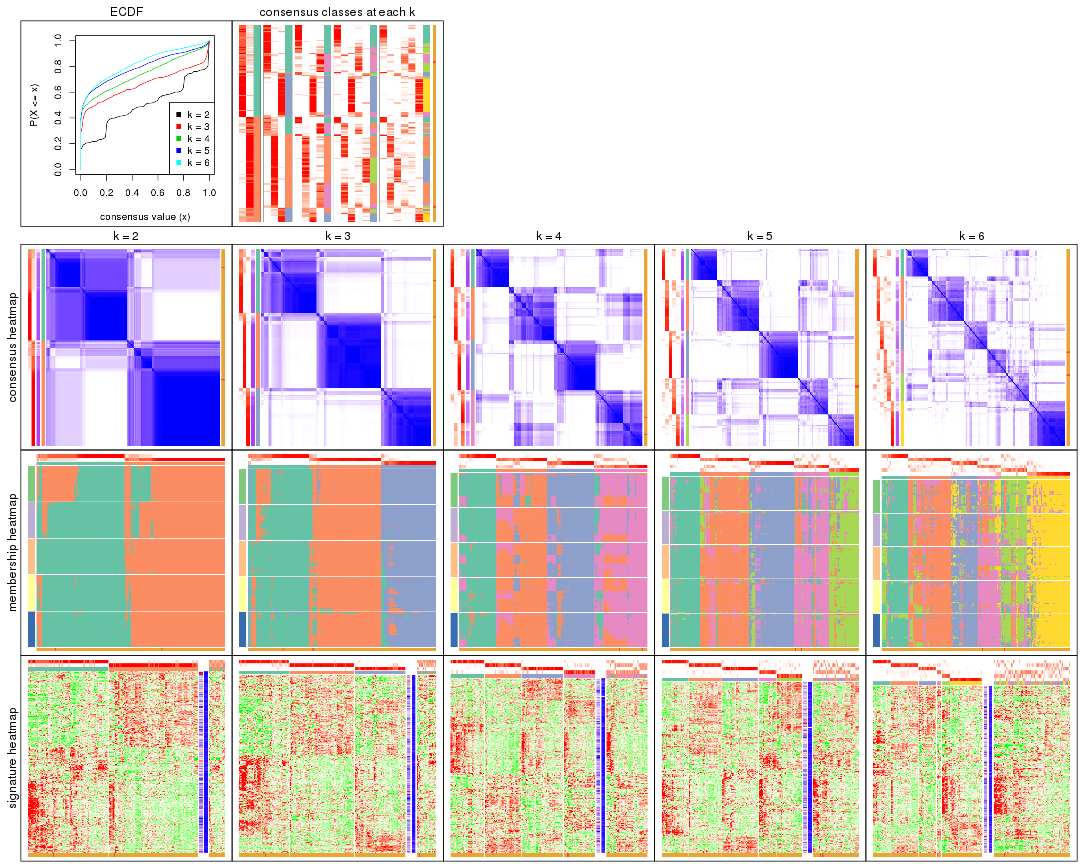 ECDF
consensus classes at each k
P(X <= x)
1.0
0.8
0.6
0.4
0.2
0.0
k = 2
k = 3
k = 4
k = 5
k = 6
0.0 0.2 0.4 0.6 0.8 1.0
consensus value (x)
k = 2
k = 3
k = 4
k = 5
k = 6
consensus heatmap
membership heatmap
signature heatmap